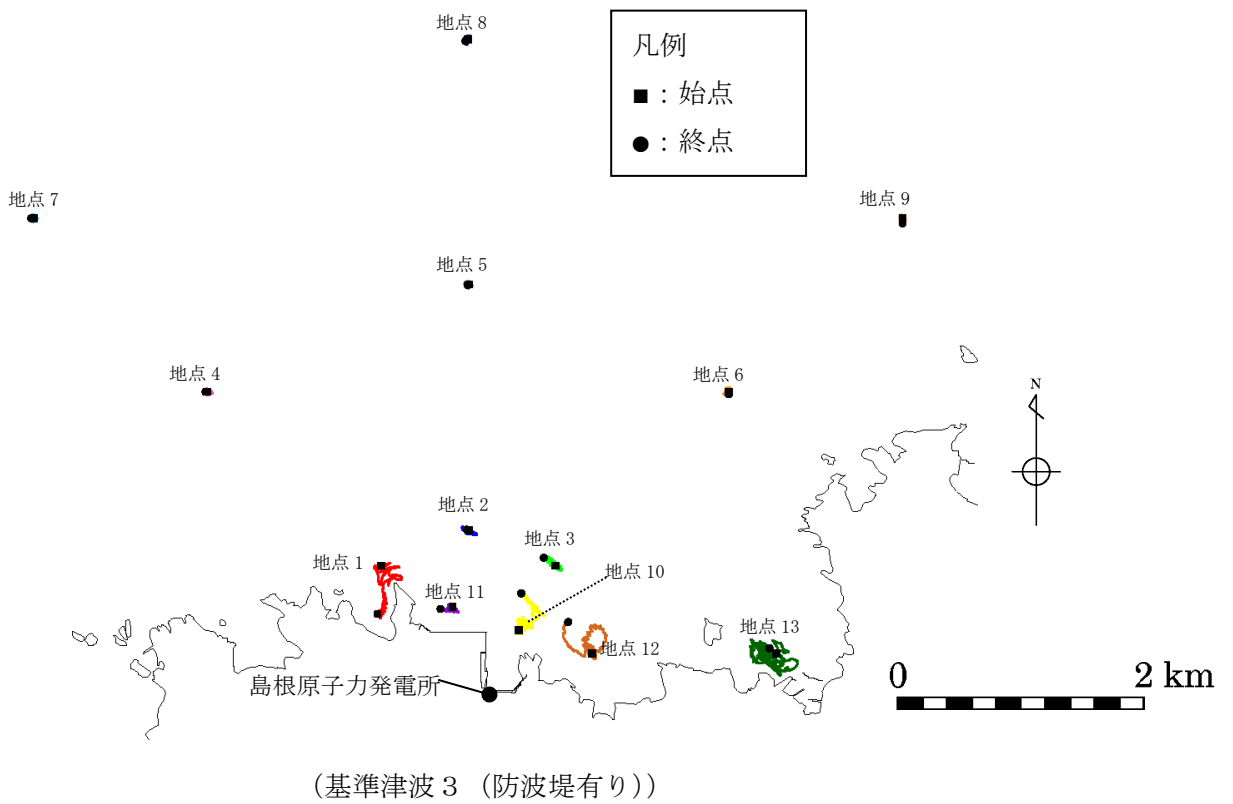 地点 8
凡例
■：始点
●：終点
地点 7
地点 9
地点 5
地点 4
地点 6
N
地点 2
地点 3
地点 1
地点 10
地点 11
地点 13
地点 12
島根原子力発電所
0 2 km
(基準津波３（防波堤有り）)